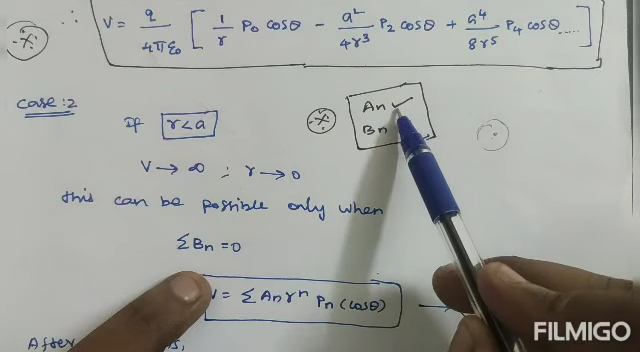 ∴ V = q/4πε₀ [ 1/r P₀ cosθ − a²/4r³ P₂ cosθ + a⁴/8r⁵ P₄ cosθ ..... ]
Case:2
If r<a
An ✓
Bn
V → ∞ ; r → 0
this can be possible only when
ΣBn = 0
V = Σ An rⁿ Pn (cosθ) →
After
s,
FILMIGO